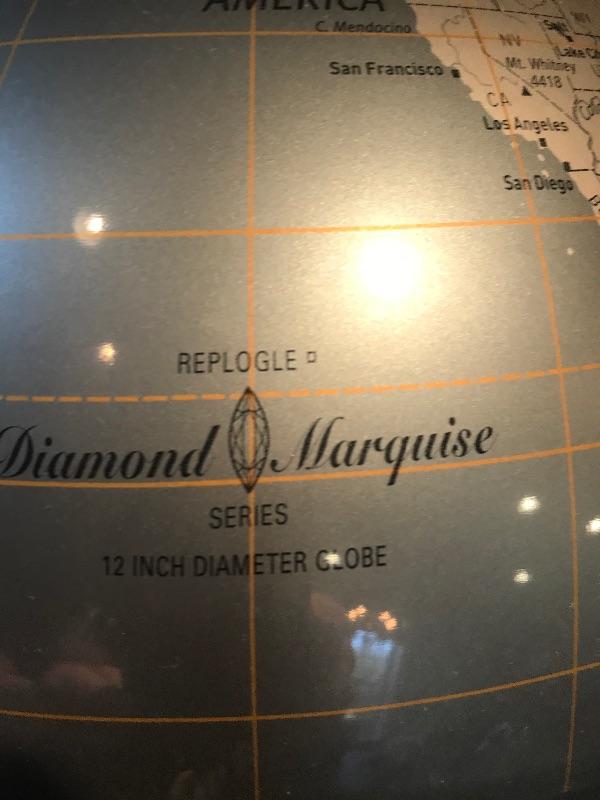 AMERICA
C. Mendocino
NV
San Francisco
Mt. Whitney
4418
CA
Los Angeles
San Diego
REPLOGLE
Diamond Marquise
SERIES
12 INCH DIAMETER GLOBE